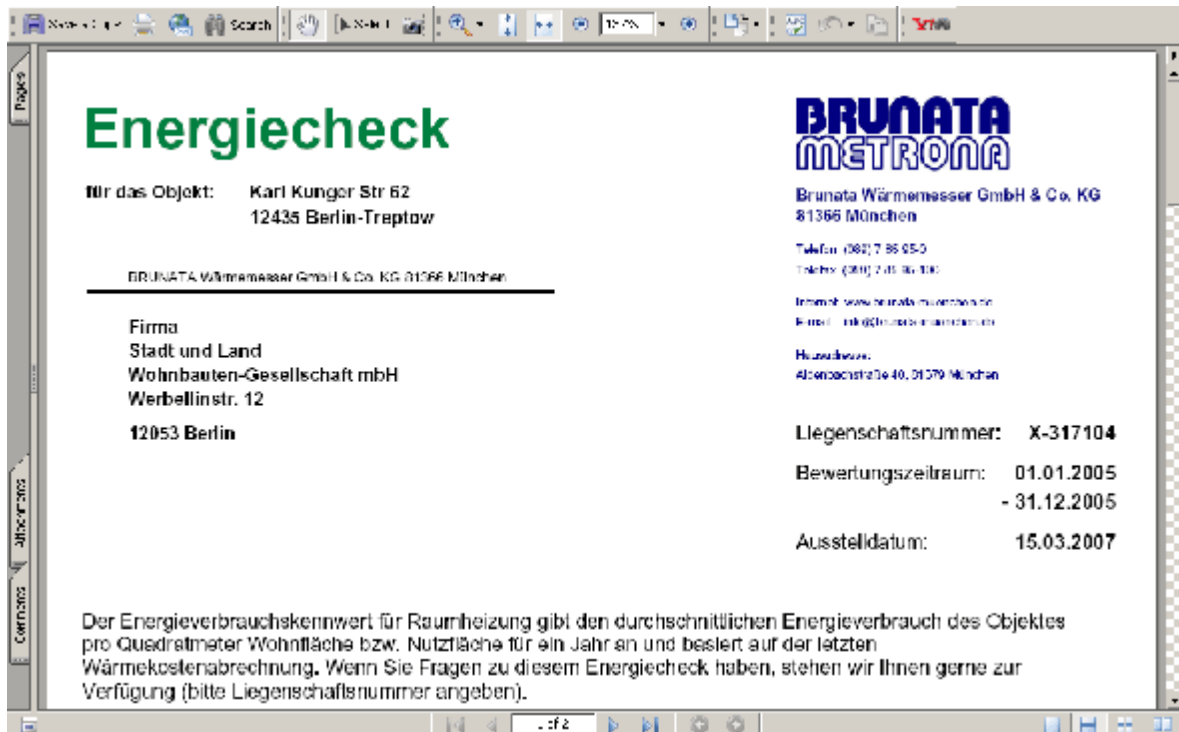 Search
Pages
Energiecheck
BRUNATA
METRONA
für das Objekt: Karl Kunger Str 62
12435 Berlin-Treptow
Brunata Wärmemesser GmbH & Co. KG
81366 München
BRUNATA Wärmemesser GmbH & Co. KG 81366 München
Firma
Stadt und Land
Wohnbauten-Gesellschaft mbH
Werbellinstr. 12
12053 Berlin
Liegenschaftsnummer: X-317104
Bewertungszeitraum: 01.01.2005
- 31.12.2005
Ausstelldatum: 15.03.2007
Attachments
Comments
Der Energieverbrauchskennwert für Raumheizung gibt den durchschnittlichen Energieverbrauch des Objektes
pro Quadratmeter Wohnfläche bzw. Nutzfläche für ein Jahr an und basiert auf der letzten
Wärmekostenabrechnung. Wenn Sie Fragen zu diesem Energiecheck haben, stehen wir Ihnen gerne zur
Verfügung (bitte Liegenschaftsnummer angeben).